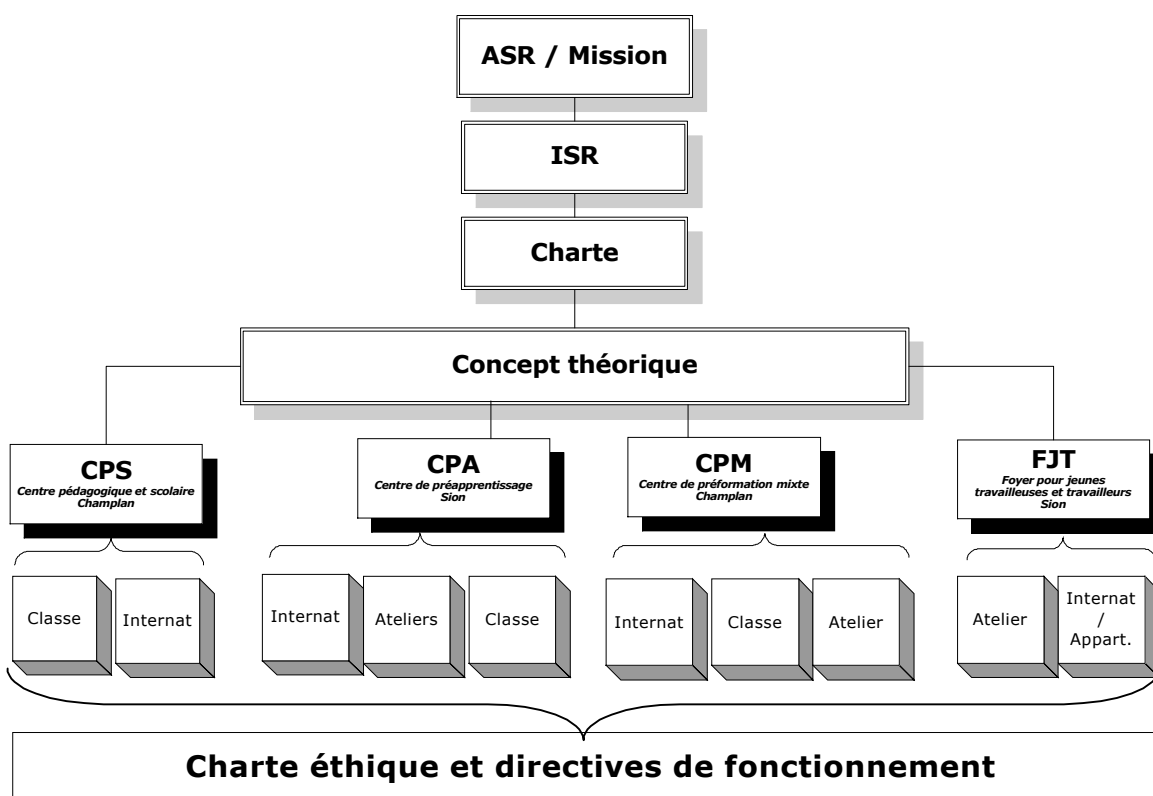 ASR / Mission
ISR
Charte
Concept théorique
CPS
Centre pédagogique et scolaire
Champlan
CPA
Centre de préapprentissage
Sion
CPM
Centre de préformation mixte
Champlan
FJT
Foyer pour jeunes
travailleuses et travailleurs
Sion
Classe
Internat
Internat
Ateliers
Classe
Internat
Classe
Atelier
Atelier
Internat
/
Appart.
Charte éthique et directives de fonctionnement